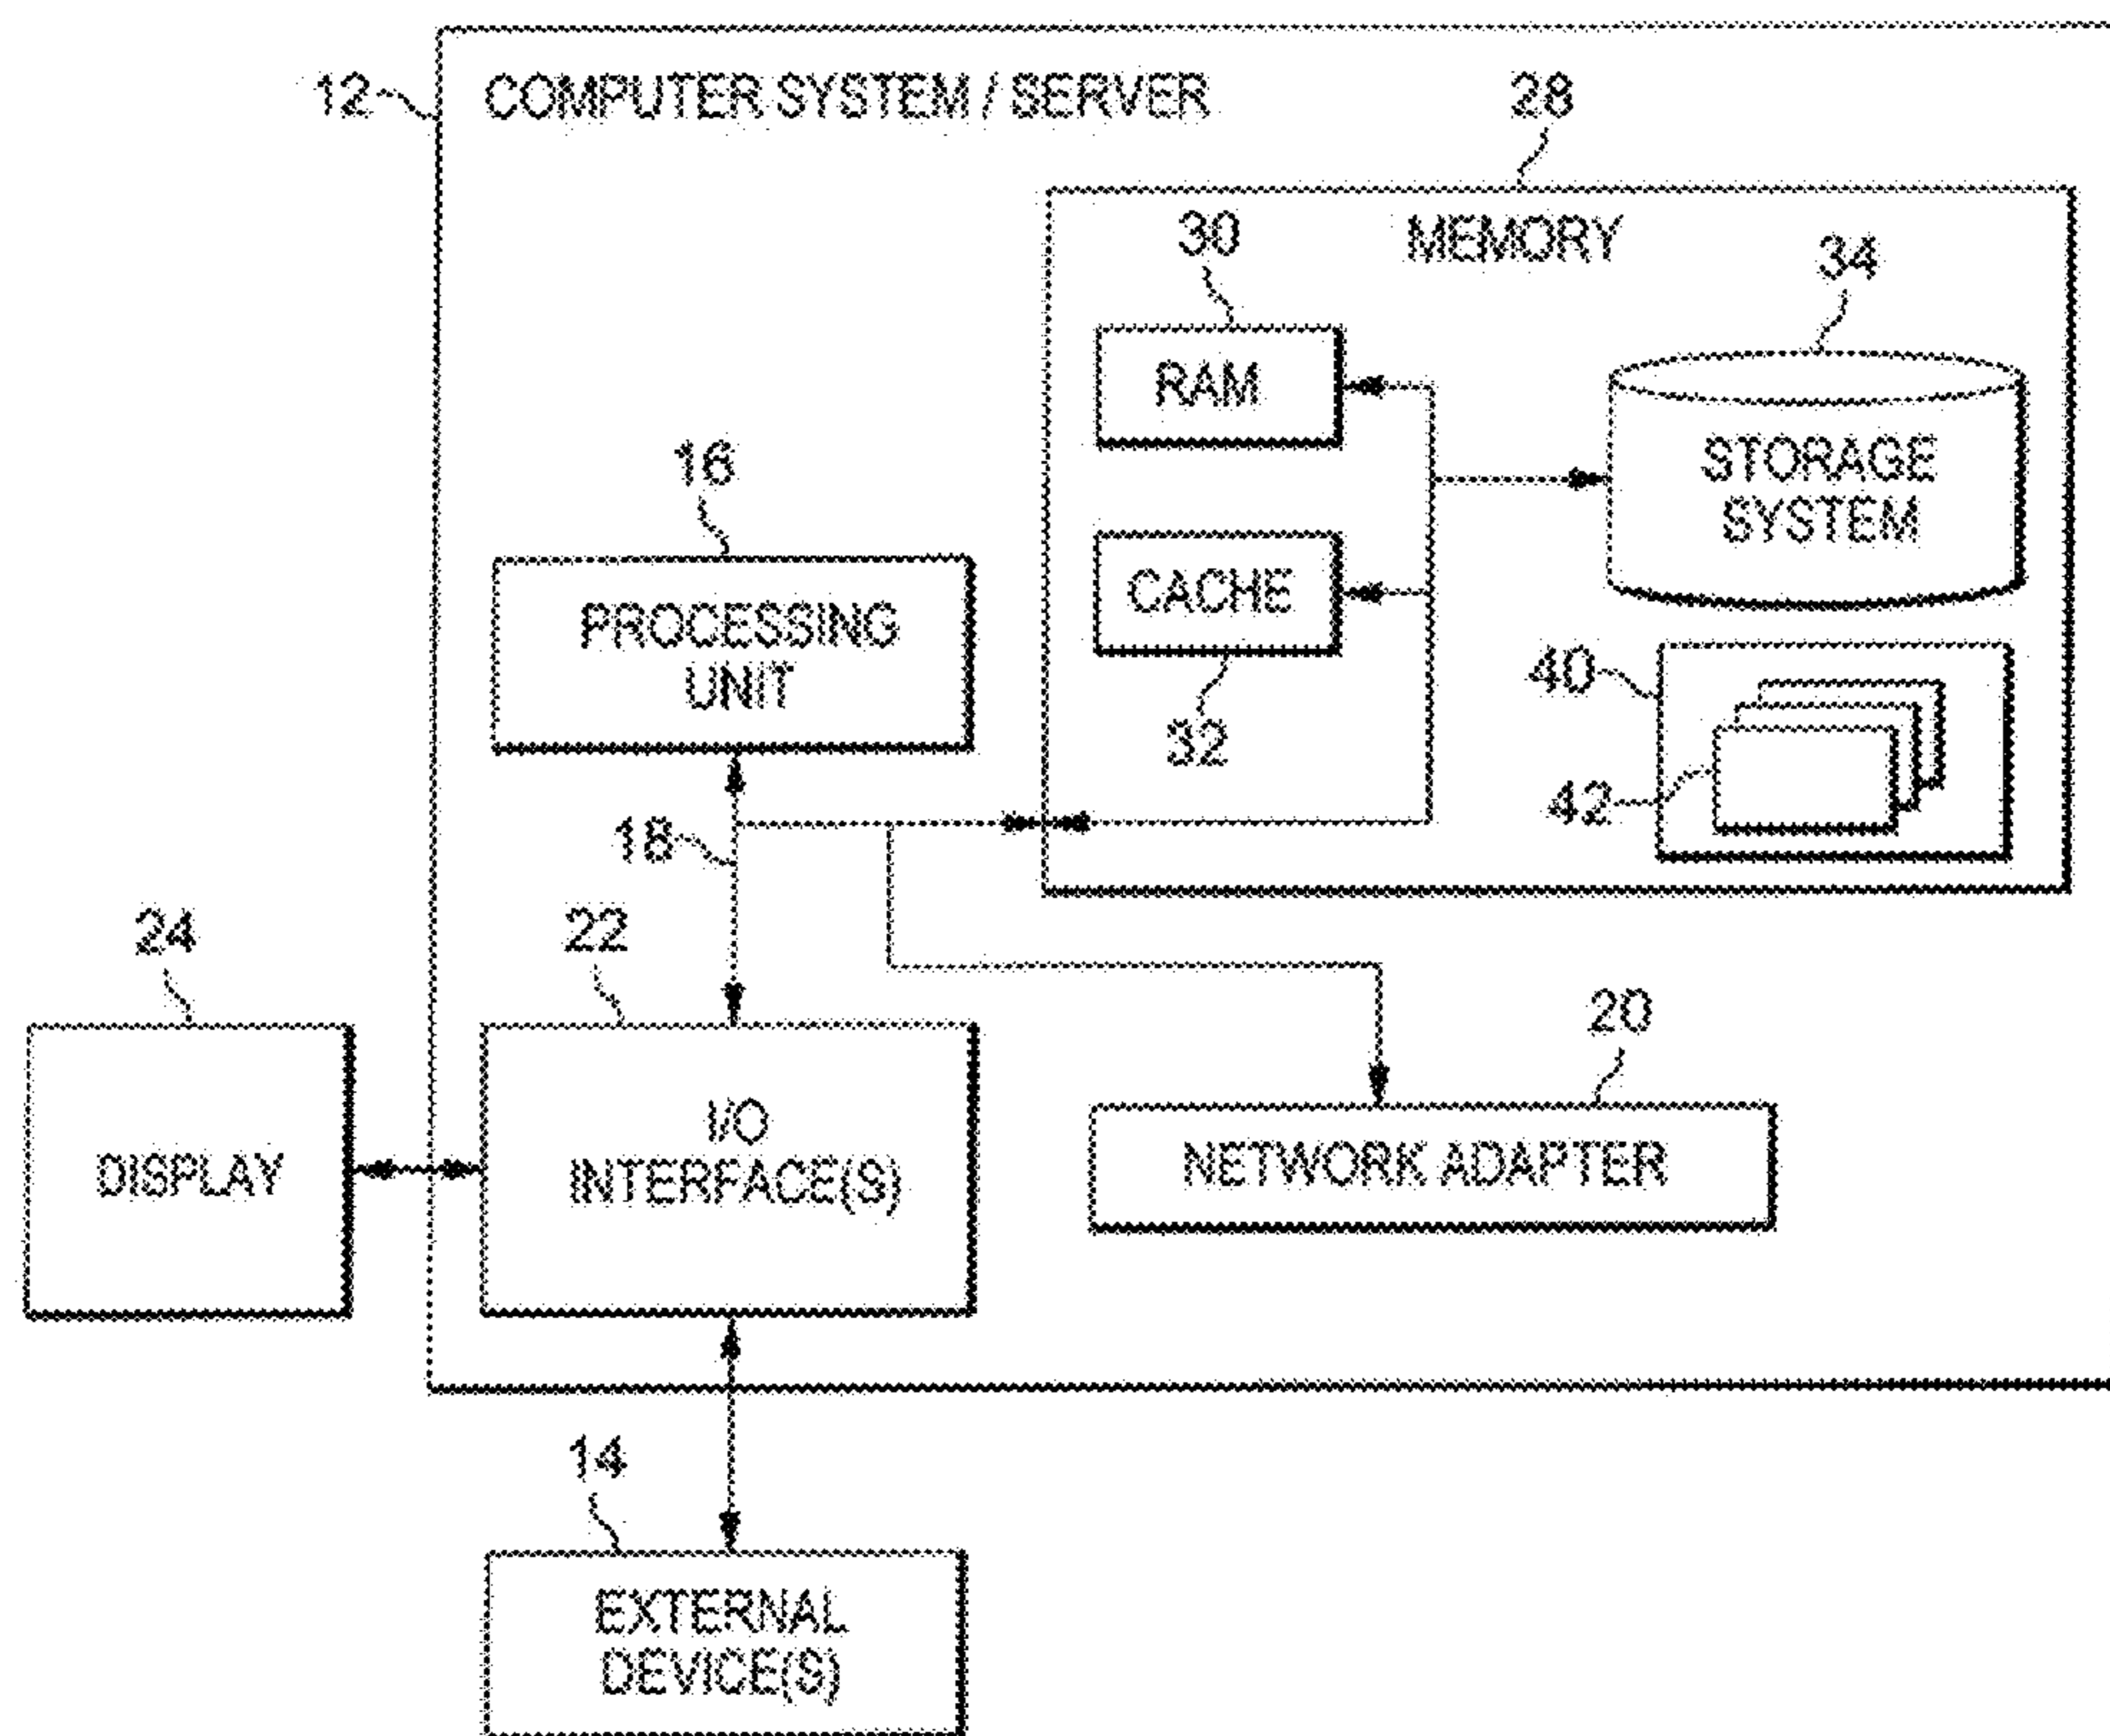 12
COMPUTER SYSTEM / SERVER
28
MEMORY
30
34
RAM
STORAGE
SYSTEM
16
PROCESSING
UNIT
CACHE
32
40
42
18
24
22
20
DISPLAY
I/O
INTERFACE(S)
NETWORK ADAPTER
14
EXTERNAL
DEVICE(S)